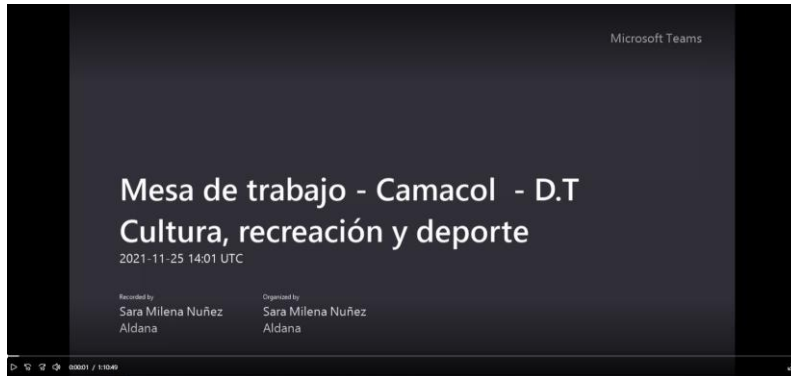 Microsoft Teams
Mesa de trabajo - Camacol - D.T
Cultura, recreación y deporte
2021-11-25 14:01 UTC
Recorded by
Organized by
Sara Milena Nuñez
Aldana
Sara Milena Nuñez
Aldana
0:00:01 / 1:10:49